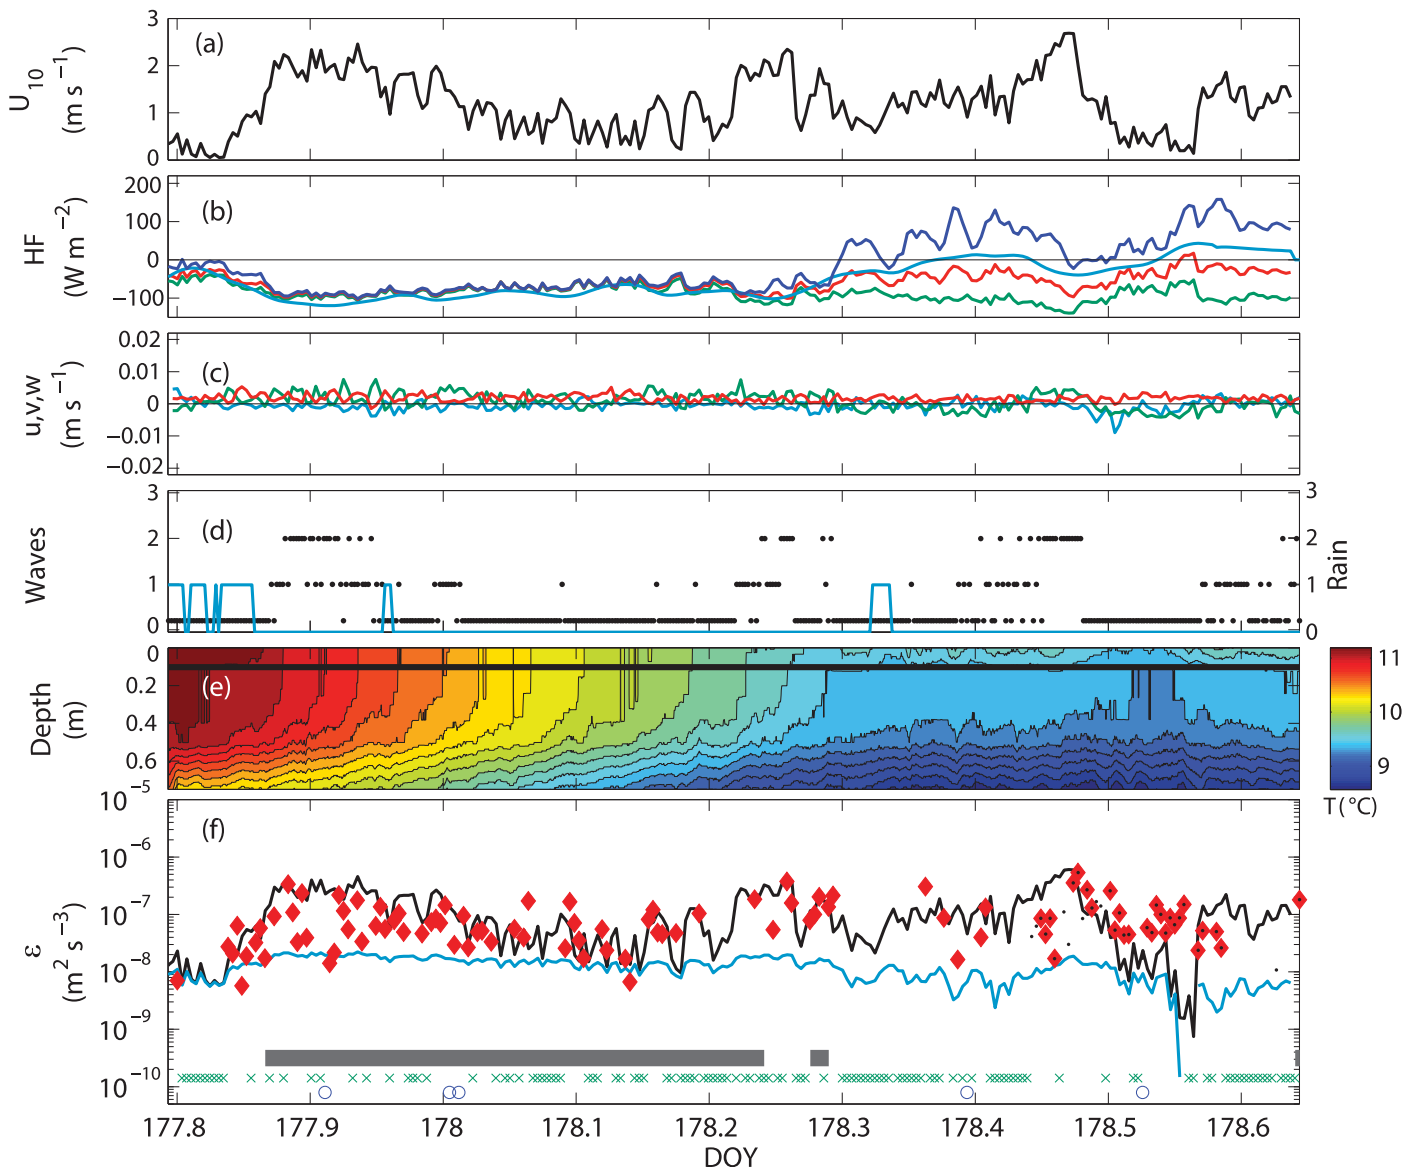 3
2
1
0
U₁₀
(m s⁻¹)
(a)
200
100
0
−100
HF
(W m⁻²)
(b)
0.02
0.01
0
−0.01
−0.02
u,v,w
(m s⁻¹)
(c)
3
2
1
0
Waves
(d)
3
2
1
0
Rain
0
0.2
0.4
0.6
Depth
(m)
(e)
11
10
9
T (°C)
10⁻⁵
10⁻⁶
10⁻⁷
10⁻⁸
10⁻⁹
10⁻¹⁰
ε
(m² s⁻³)
(f)
177.8 177.9 178 178.1 178.2 178.3 178.4 178.5 178.6
DOY